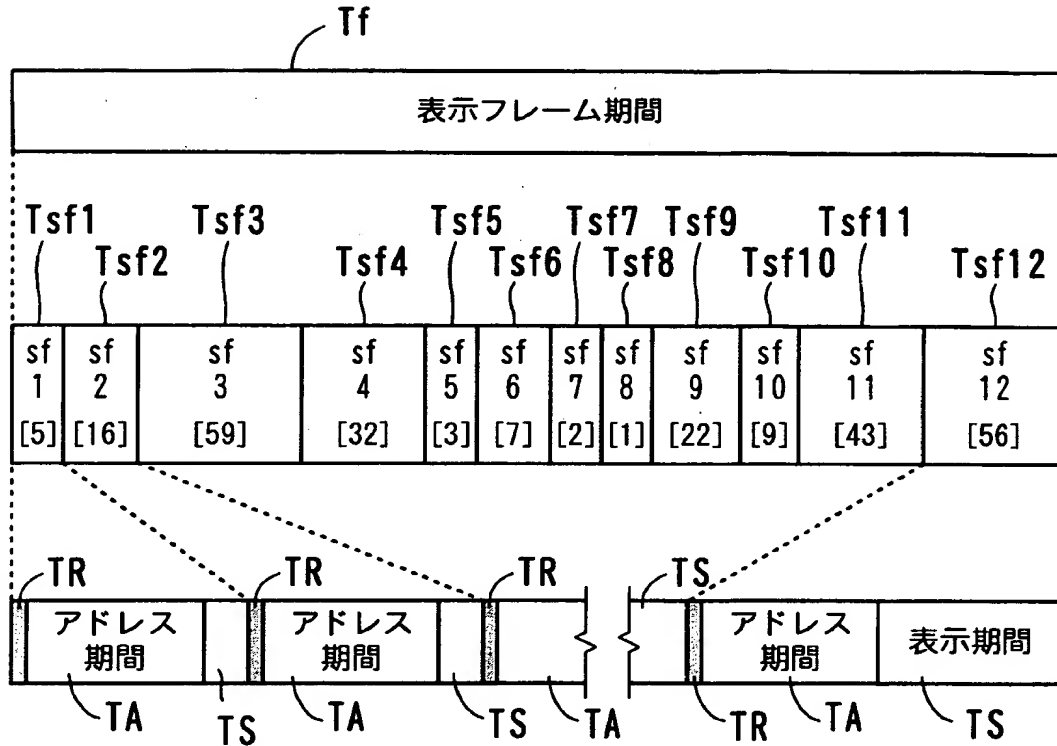 Tf
表示フレーム期間
Tsf1 Tsf3 Tsf5 Tsf7 Tsf9 Tsf11
Tsf2 Tsf4 Tsf6 Tsf8 Tsf10 Tsf12
sf sf sf sf sf sf sf sf sf sf sf sf
1 2 3 4 5 6 7 8 9 10 11 12
[5] [16] [59] [32] [3] [7] [2] [1] [22] [9] [43] [56]
TR TR TR TS
アドレス アドレス アドレス 表示期間
期間 期間 期間
TA TS TA TS TA TR TA TS